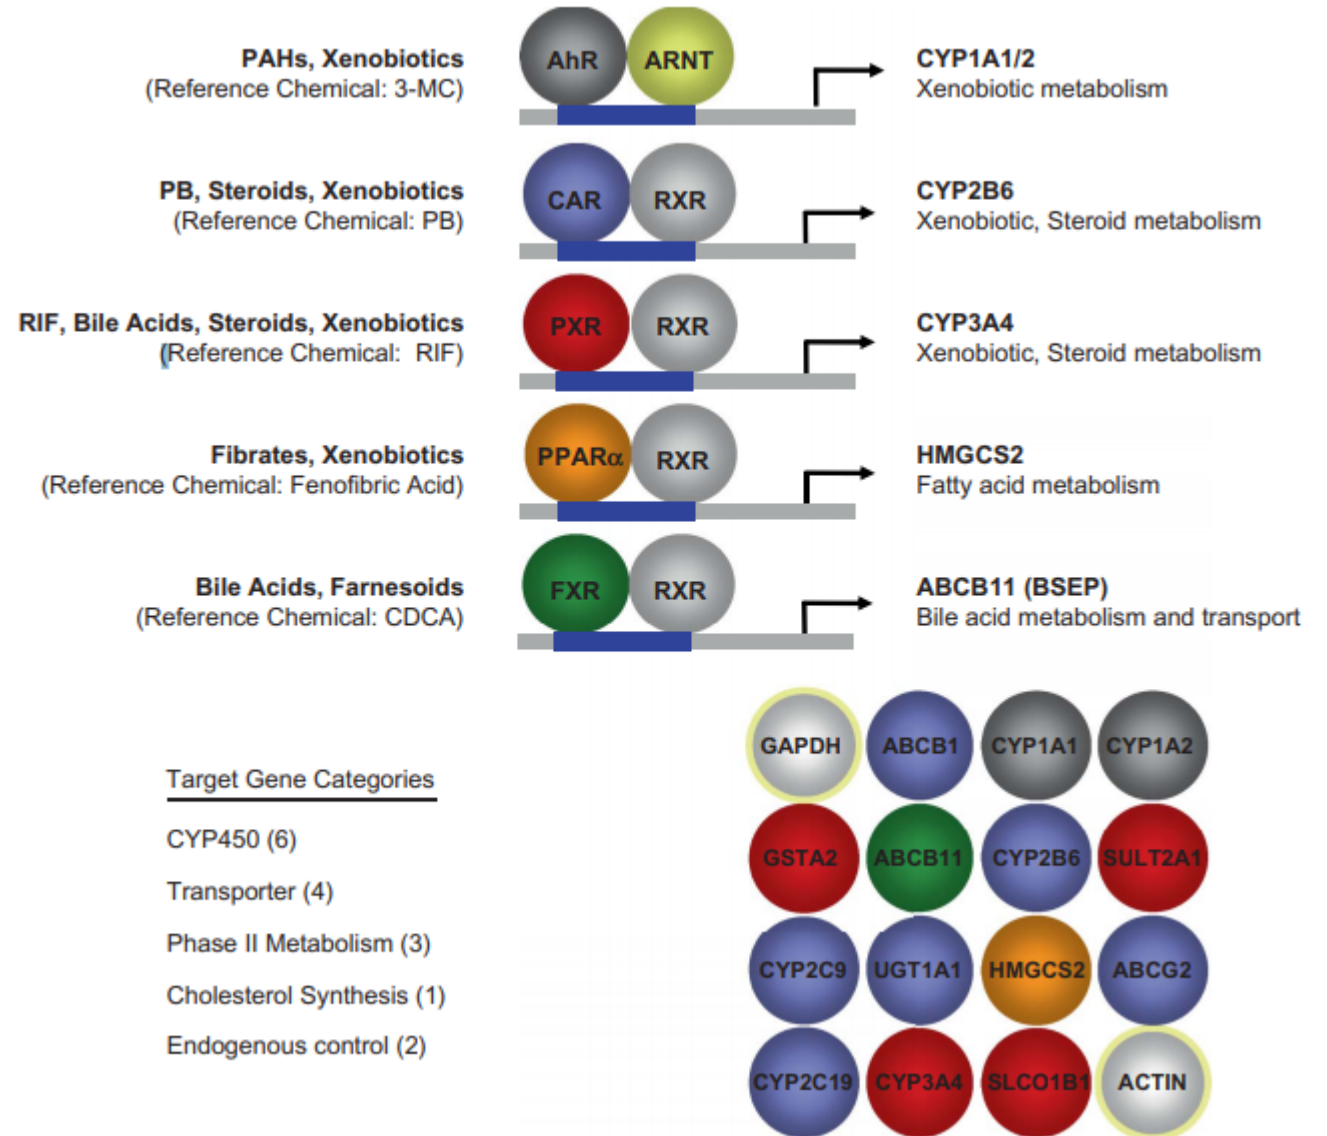 PAHs, Xenobiotics
(Reference Chemical: 3-MC)
AhR ARNT
CYP1A1/2
Xenobiotic metabolism
PB, Steroids, Xenobiotics
(Reference Chemical: PB)
CAR RXR
CYP2B6
Xenobiotic, Steroid metabolism
RIF, Bile Acids, Steroids, Xenobiotics
(Reference Chemical: RIF)
PXR RXR
CYP3A4
Xenobiotic, Steroid metabolism
Fibrates, Xenobiotics
(Reference Chemical: Fenofibric Acid)
PPARα RXR
HMGCS2
Fatty acid metabolism
Bile Acids, Farnesoids
(Reference Chemical: CDCA)
FXR RXR
ABCB11 (BSEP)
Bile acid metabolism and transport
Target Gene Categories
CYP450 (6)
Transporter (4)
Phase II Metabolism (3)
Cholesterol Synthesis (1)
Endogenous control (2)
GAPDH ABCB1 CYP1A1 CYP1A2
GSTA2 ABCB11 CYP2B6 SULT2A1
CYP2C9 UGT1A1 HMGCS2 ABCG2
CYP2C19 CYP3A4 SLCO1B1 ACTIN